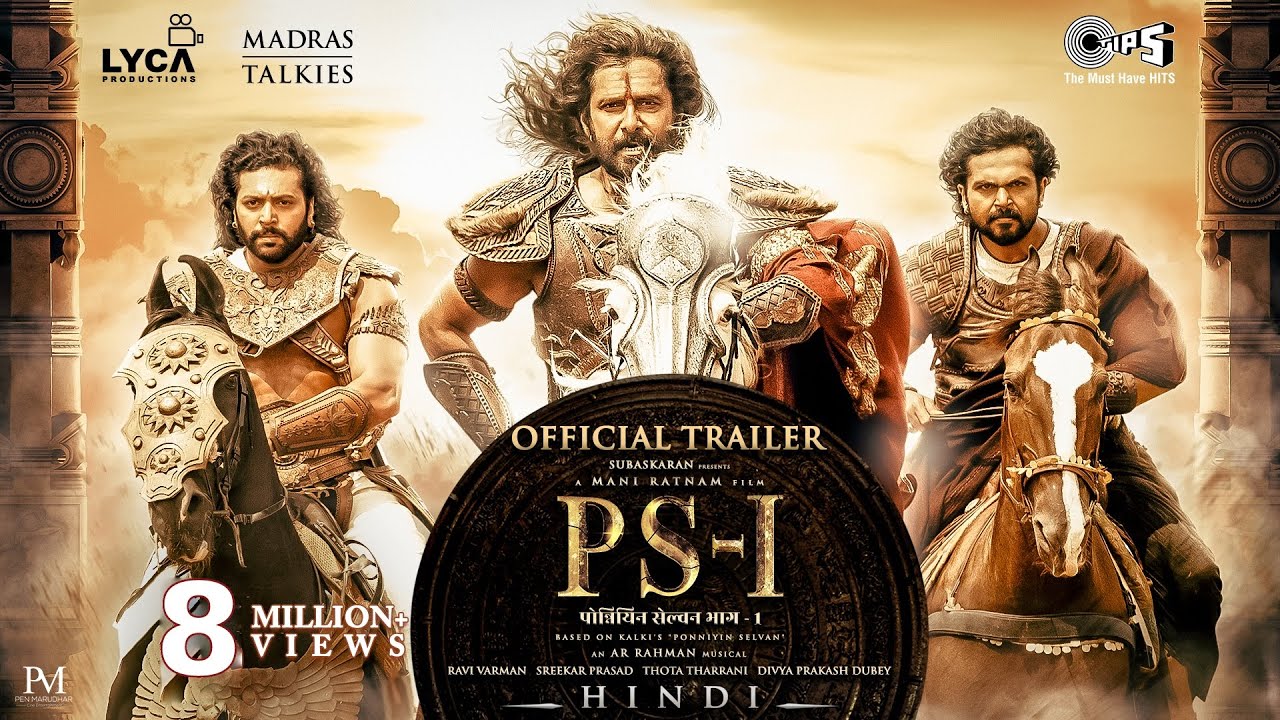 LYCA
PRODUCTIONS
MADRAS
TALKIES
TIPS
The Must Have HITS
OFFICIAL TRAILER
SUBASKARAN PRESENTS
A MANI RATNAM FILM
PS-I
पोन्नियिन सेल्वन भाग - 1
BASED ON KALKI'S "PONNIYIN SELVAN"
AN AR RAHMAN MUSICAL
RAVI VARMAN SREEKAR PRASAD THOTA THARRANI DIVYA PRAKASH DUBEY
HINDI
8 MILLION+
VIEWS
PM
PEN MARUDHAR